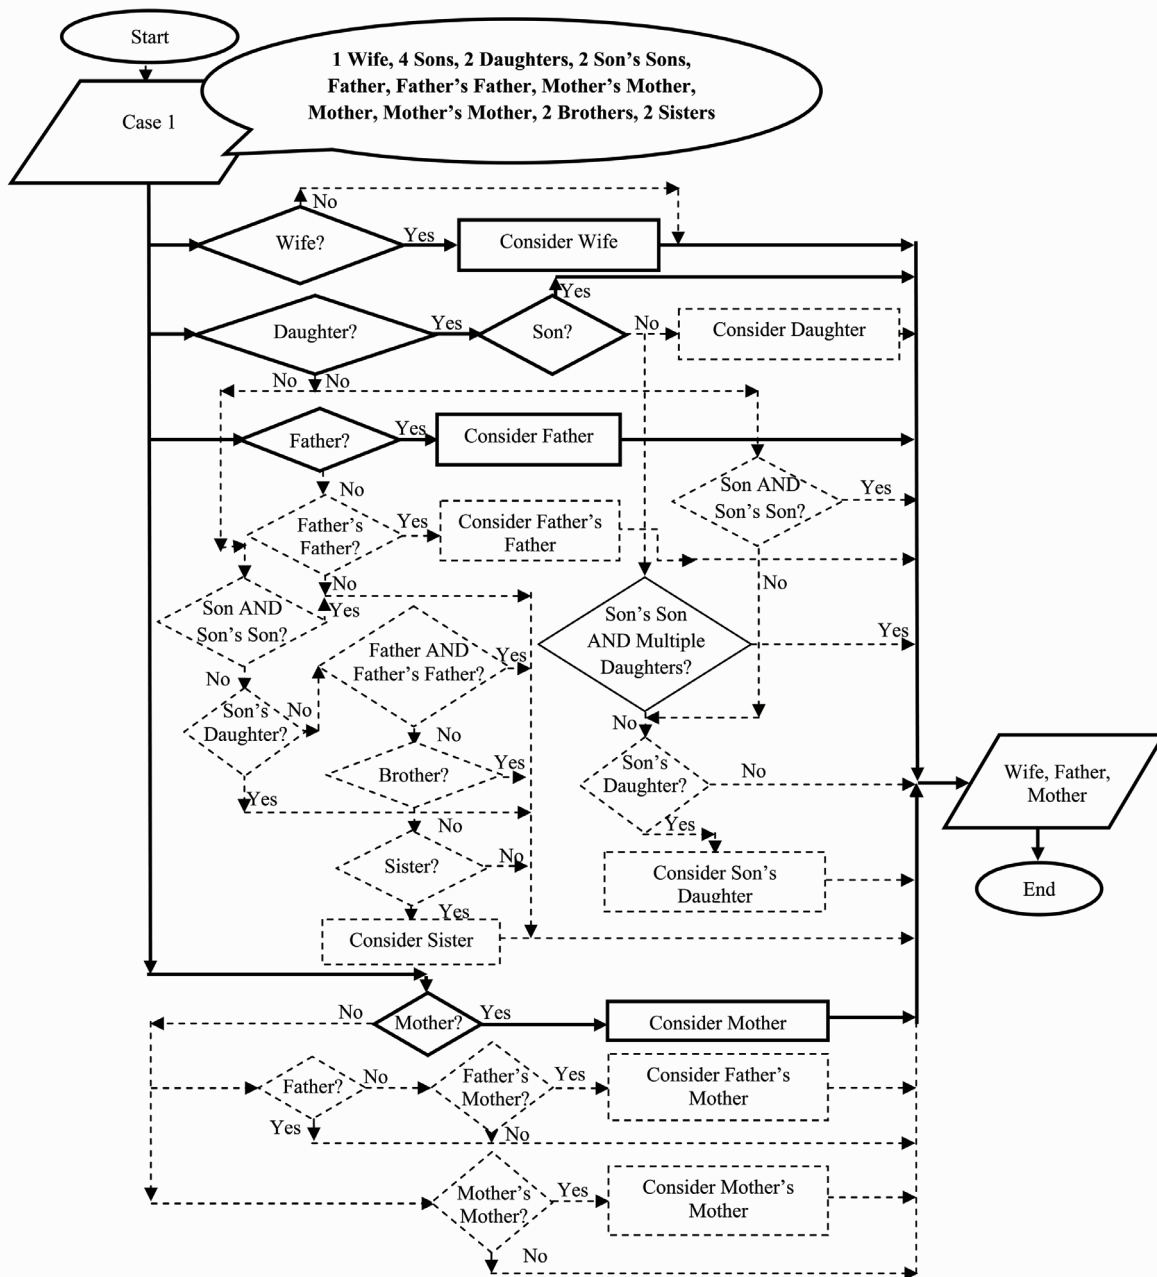 Start
1 Wife, 4 Sons, 2 Daughters, 2 Son's Sons,
Father, Father's Father, Mother's Mother,
Mother, Mother's Mother, 2 Brothers, 2 Sisters
Case 1
No
Wife?
Yes
Consider Wife
Yes
Daughter?
Yes
Son?
No
Consider Daughter
No
No
Father?
Yes
Consider Father
No
Son AND
Son's Son?
Yes
Father's
Father?
Yes
Consider Father's
Father
No
No
Son AND
Son's Son?
Yes
Father AND
Father's Father?
Yes
Son's Son
AND Multiple
Daughters?
Yes
No
Son's
Daughter?
No
No
No
Brother?
Yes
Son's
Daughter?
No
Wife, Father,
Mother
Yes
No
Yes
Sister?
No
Consider Son's
Daughter
End
Yes
Consider Sister
No
Mother?
Yes
Consider Mother
Father?
No
Father's
Mother?
Yes
Consider Father's
Mother
Yes
No
Mother's
Mother?
Yes
Consider Mother's
Mother
No